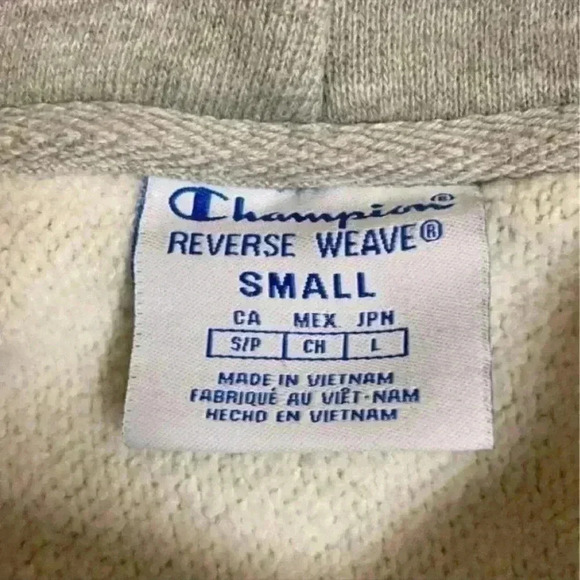 Champion®
REVERSE WEAVE®
SMALL
CA MEX. JPN
S/P CH L
MADE IN VIETNAM
FABRIQUÉ AU VIÊT-NAM
HECHO EN VIETNAM